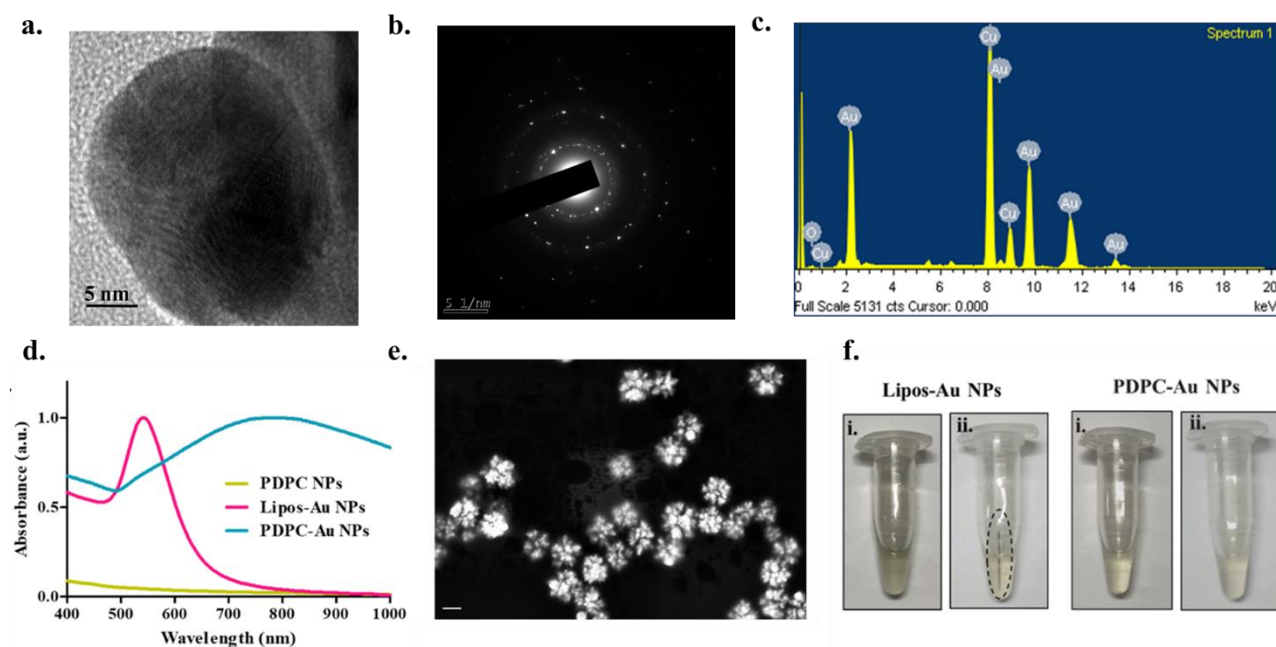 a.
b.
c.
5 nm
5 1/nm
Spectrum 1
Cu
Au
Au
Au
Cu
Au
O
Cu
Au
0 2 4 6 8 10 12 14 16 18 20
Full Scale 5131 cts Cursor: 0.000
keV
d.
e.
f.
Absorbance (a.u.)
1.0
0.5
0.0
PDPC NPs
Lipos-Au NPs
PDPC-Au NPs
400 500 600 700 800 900 1000
Wavelength (nm)
Lipos-Au NPs
PDPC-Au NPs
i.
ii.
i.
ii.